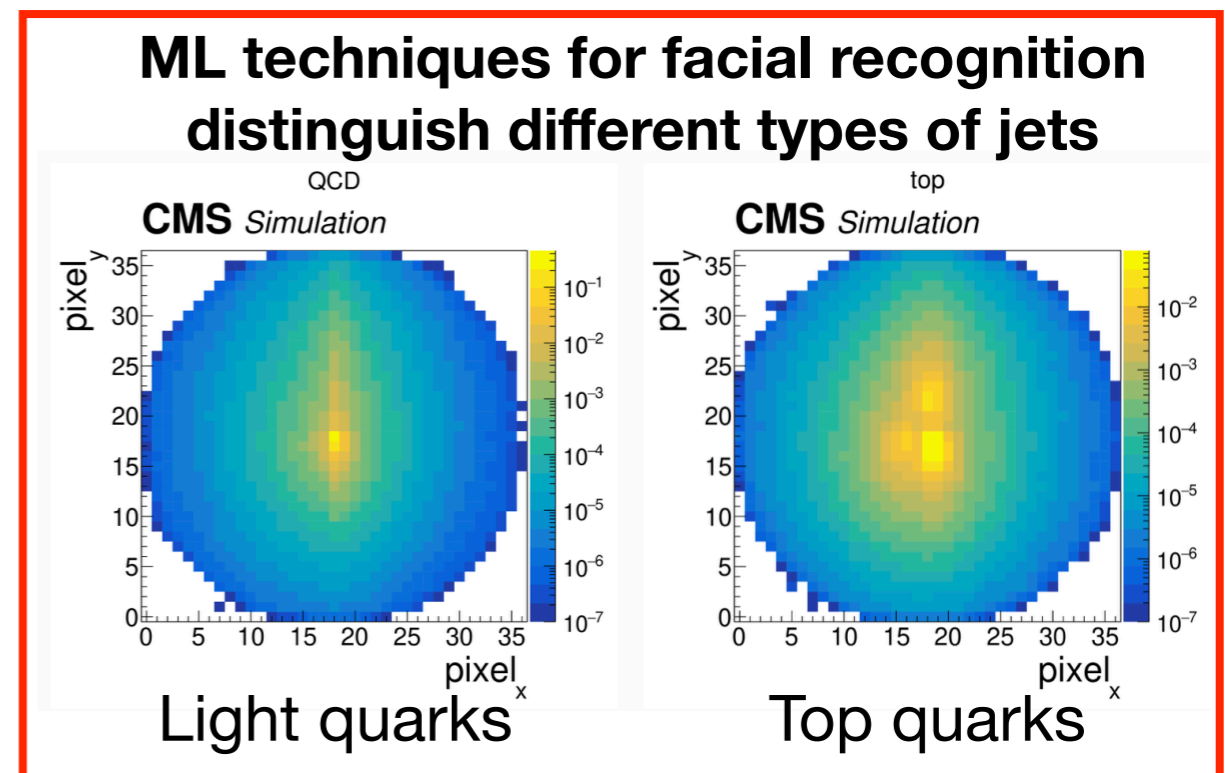 ML techniques for facial recognition
distinguish different types of jets
QCD
CMS Simulation
pixel_y
35
30
25
20
15
10
5
0
0 5 10 15 20 25 30 35
pixel_x
10⁻¹
10⁻²
10⁻³
10⁻⁴
10⁻⁵
10⁻⁶
10⁻⁷
Light quarks
top
CMS Simulation
pixel_y
35
30
25
20
15
10
5
0
0 5 10 15 20 25 30 35
pixel_x
10⁻²
10⁻³
10⁻⁴
10⁻⁵
10⁻⁶
10⁻⁷
Top quarks